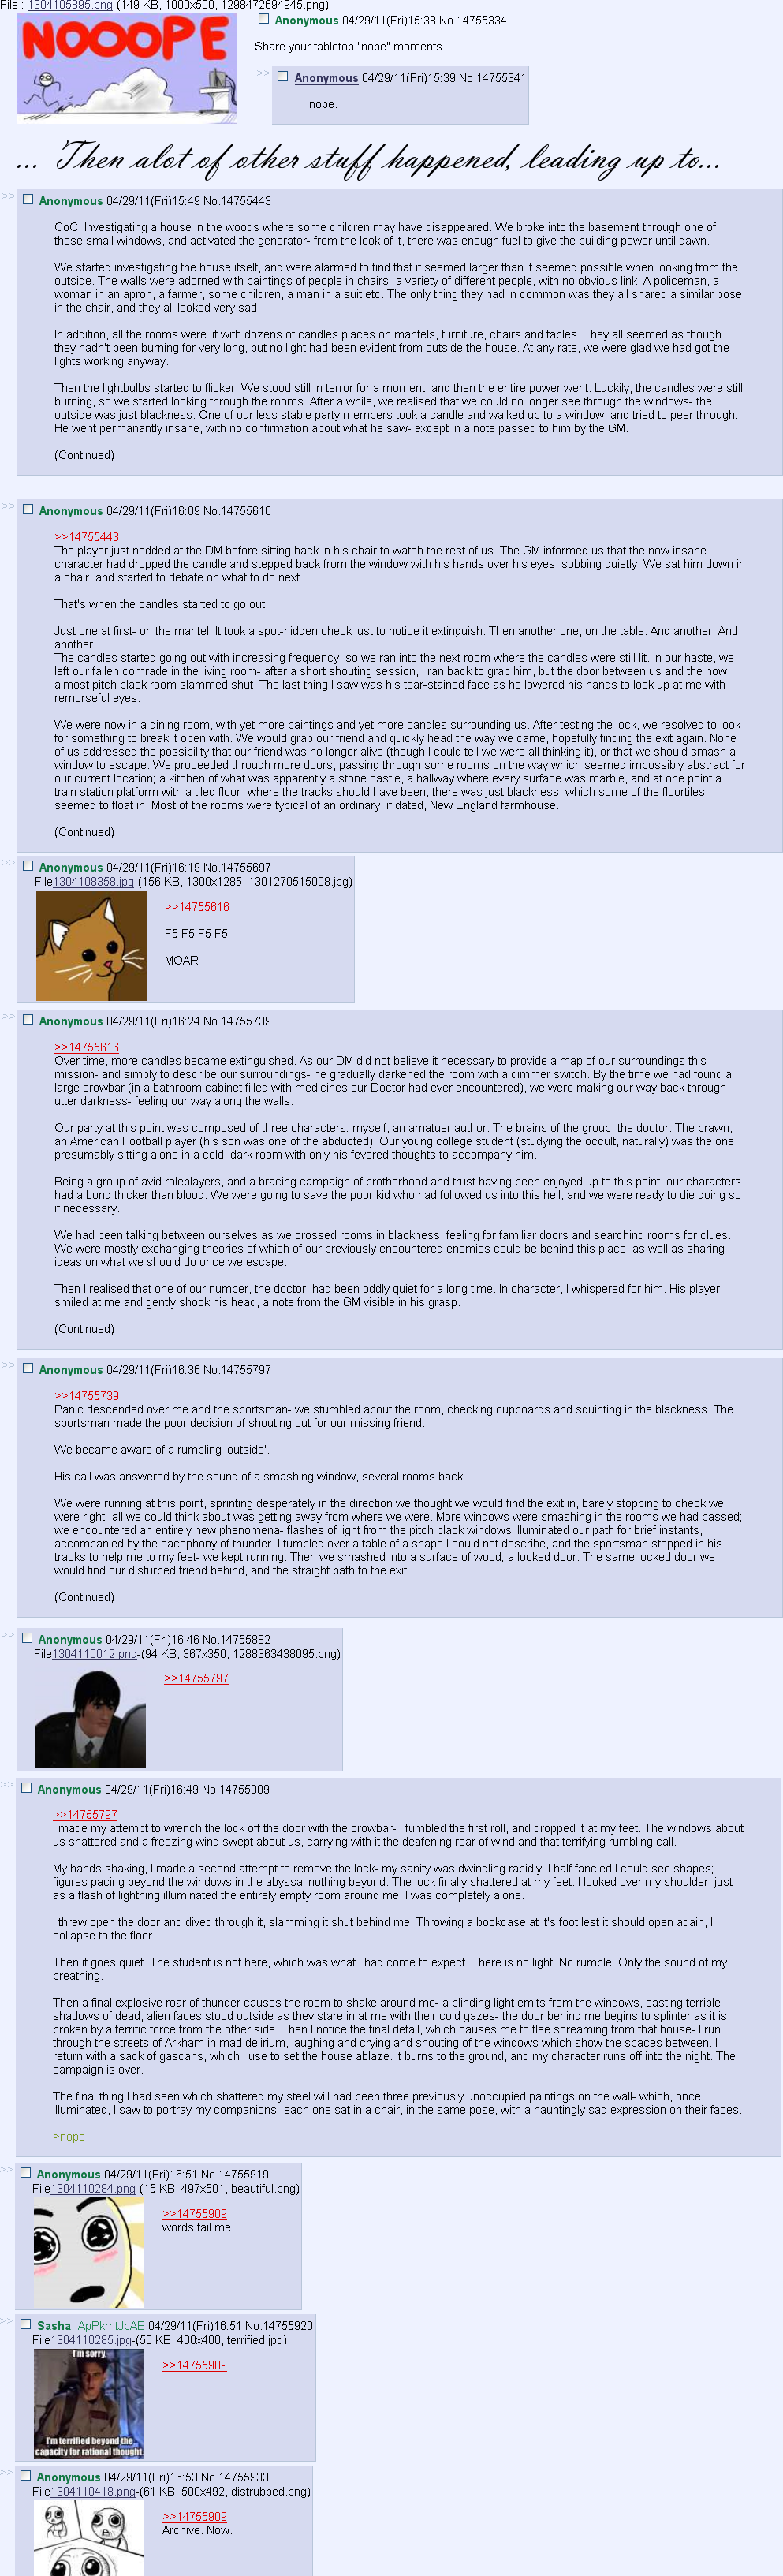 File : 1304105895.png-(149 KB, 1000x500, 1298472694945.png)
NOOOPE
Anonymous 04/29/11(Fri)15:38 No.14755334
Share your tabletop "nope" moments.
>> Anonymous 04/29/11(Fri)15:39 No.14755341
nope.
... Then alot of other stuff happened, leading up to...
>> Anonymous 04/29/11(Fri)15:49 No.14755443
CoC. Investigating a house in the woods where some children may have disappeared. We broke into the basement through one of
those small windows, and activated the generator- from the look of it, there was enough fuel to give the building power until dawn.
We started investigating the house itself, and were alarmed to find that it seemed larger than it seemed possible when looking from the
outside. The walls were adorned with paintings of people in chairs- a variety of different people, with no obvious link. A policeman, a
woman in an apron, a farmer, some children, a man in a suit etc. The only thing they had in common was they all shared a similar pose
in the chair, and they all looked very sad.
In addition, all the rooms were lit with dozens of candles places on mantels, furniture, chairs and tables. They all seemed as though
they hadn't been burning for very long, but no light had been evident from outside the house. At any rate, we were glad we had got the
lights working anyway.
Then the lightbulbs started to flicker. We stood still in terror for a moment, and then the entire power went. Luckily, the candles were still
burning, so we started looking through the rooms. After a while, we realised that we could no longer see through the windows- the
outside was just blackness. One of our less stable party members took a candle and walked up to a window, and tried to peer through.
He went permanantly insane, with no confirmation about what he saw- except in a note passed to him by the GM.
(Continued)
>> Anonymous 04/29/11(Fri)16:09 No.14755616
>>14755443
The player just nodded at the DM before sitting back in his chair to watch the rest of us. The GM informed us that the now insane
character had dropped the candle and stepped back from the window with his hands over his eyes, sobbing quietly. We sat him down in
a chair, and started to debate on what to do next.
That's when the candles started to go out.
Just one at first- on the mantel. It took a spot-hidden check just to notice it extinguish. Then another one, on the table. And another. And
another.
The candles started going out with increasing frequency, so we ran into the next room where the candles were still lit. In our haste, we
left our fallen comrade in the living room- after a short shouting session, I ran back to grab him, but the door between us and the now
almost pitch black room slammed shut. The last thing I saw was his tear-stained face as he lowered his hands to look up at me with
remorseful eyes.
We were now in a dining room, with yet more paintings and yet more candles surrounding us. After testing the lock, we resolved to look
for something to break it open with. We would grab our friend and quickly head the way we came, hopefully finding the exit again. None
of us addressed the possibility that our friend was no longer alive (though I could tell we were all thinking it), or that we should smash a
window to escape. We proceeded through more doors, passing through some rooms on the way which seemed impossibly abstract for
our current location; a kitchen of what was apparently a stone castle, a hallway where every surface was marble, and at one point a
train station platform with a tiled floor- where the tracks should have been, there was just blackness, which some of the floortiles
seemed to float in. Most of the rooms were typical of an ordinary, if dated, New England farmhouse.
(Continued)
>> Anonymous 04/29/11(Fri)16:19 No.14755697
File1304108358.jpg-(156 KB, 1300x1285, 1301270515008.jpg)
>>14755616
F5 F5 F5 F5
MOAR
>> Anonymous 04/29/11(Fri)16:24 No.14755739
>>14755616
Over time, more candles became extinguished. As our DM did not believe it necessary to provide a map of our surroundings this
mission- and simply to describe our surroundings- he gradually darkened the room with a dimmer switch. By the time we had found a
large crowbar (in a bathroom cabinet filled with medicines our Doctor had ever encountered), we were making our way back through
utter darkness- feeling our way along the walls.
Our party at this point was composed of three characters: myself, an amatuer author. The brains of the group, the doctor. The brawn,
an American Football player (his son was one of the abducted). Our young college student (studying the occult, naturally) was the one
presumably sitting alone in a cold, dark room with only his fevered thoughts to accompany him.
Being a group of avid roleplayers, and a bracing campaign of brotherhood and trust having been enjoyed up to this point, our characters
had a bond thicker than blood. We were going to save the poor kid who had followed us into this hell, and we were ready to die doing so
if necessary.
We had been talking between ourselves as we crossed rooms in blackness, feeling for familiar doors and searching rooms for clues.
We were mostly exchanging theories of which of our previously encountered enemies could be behind this place, as well as sharing
ideas on what we should do once we escape.
Then I realised that one of our number, the doctor, had been oddly quiet for a long time. In character, I whispered for him. His player
smiled at me and gently shook his head, a note from the GM visible in his grasp.
(Continued)
>> Anonymous 04/29/11(Fri)16:36 No.14755797
>>14755739
Panic descended over me and the sportsman- we stumbled about the room, checking cupboards and squinting in the blackness. The
sportsman made the poor decision of shouting out for our missing friend.
We became aware of a rumbling 'outside'.
His call was answered by the sound of a smashing window, several rooms back.
We were running at this point, sprinting desperately in the direction we thought we would find the exit in, barely stopping to check we
were right- all we could think about was getting away from where we were. More windows were smashing in the rooms we had passed;
we encountered an entirely new phenomena- flashes of light from the pitch black windows illuminated our path for brief instants,
accompanied by the cacophony of thunder. I tumbled over a table of a shape I could not describe, and the sportsman stopped in his
tracks to help me to my feet- we kept running. Then we smashed into a surface of wood; a locked door. The same locked door we
would find our disturbed friend behind, and the straight path to the exit.
(Continued)
>> Anonymous 04/29/11(Fri)16:46 No.14755882
File1304110012.png-(94 KB, 367x350, 1288363438095.png)
>>14755797
>> Anonymous 04/29/11(Fri)16:49 No.14755909
>>14755797
I made my attempt to wrench the lock off the door with the crowbar- I fumbled the first roll, and dropped it at my feet. The windows about
us shattered and a freezing wind swept about us, carrying with it the deafening roar of wind and that terrifying rumbling call.
My hands shaking, I made a second attempt to remove the lock- my sanity was dwindling rabidly. I half fancied I could see shapes;
figures pacing beyond the windows in the abyssal nothing beyond. The lock finally shattered at my feet. I looked over my shoulder, just
as a flash of lightning illuminated the entirely empty room around me. I was completely alone.
I threw open the door and dived through it, slamming it shut behind me. Throwing a bookcase at it's foot lest it should open again, I
collapse to the floor.
Then it goes quiet. The student is not here, which was what I had come to expect. There is no light. No rumble. Only the sound of my
breathing.
Then a final explosive roar of thunder causes the room to shake around me- a blinding light emits from the windows, casting terrible
shadows of dead, alien faces stood outside as they stare in at me with their cold gazes- the door behind me begins to splinter as it is
broken by a terrific force from the other side. Then I notice the final detail, which causes me to flee screaming from that house- I run
through the streets of Arkham in mad delirium, laughing and crying and shouting of the windows which show the spaces between. I
return with a sack of gascans, which I use to set the house ablaze. It burns to the ground, and my character runs off into the night. The
campaign is over.
The final thing I had seen which shattered my steel will had been three previously unoccupied paintings on the wall- which, once
illuminated, I saw to portray my companions- each one sat in a chair, in the same pose, with a hauntingly sad expression on their faces.
>nope
>> Anonymous 04/29/11(Fri)16:51 No.14755919
File1304110284.png-(15 KB, 497x501, beautiful.png)
>>14755909
words fail me.
>> Sasha !ApPkmtJbAE 04/29/11(Fri)16:51 No.14755920
File1304110285.jpg-(50 KB, 400x400, terrified.jpg)
>>14755909
I'm sorry,
I'm terrified beyond the
capacity for rational thought.
>> Anonymous 04/29/11(Fri)16:53 No.14755933
File1304110418.png-(61 KB, 500x492, distrubbed.png)
>>14755909
Archive. Now.